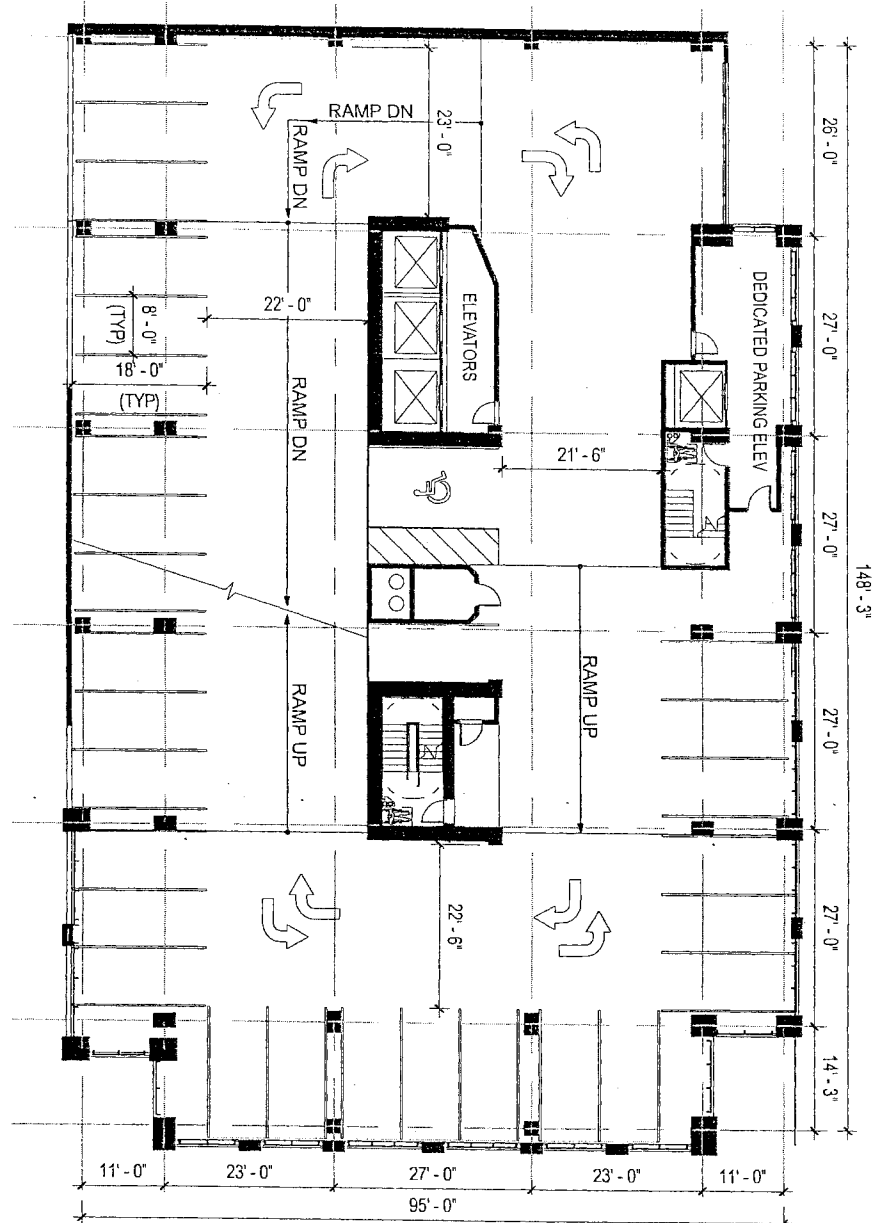 RAMP DN
RAMP DN
23' - 0"
26' - 0"
ELEVATORS
DEDICATED PARKING ELEV
22' - 0"
8' - 0"
(TYP)
18' - 0"
(TYP)
RAMP DN
27' - 0"
21' - 6"
27' - 0"
148' - 3"
RAMP UP
RAMP UP
27' - 0"
22' - 6"
27' - 0"
14' - 3"
11' - 0"
23' - 0"
27' - 0"
23' - 0"
11' - 0"
95' - 0"